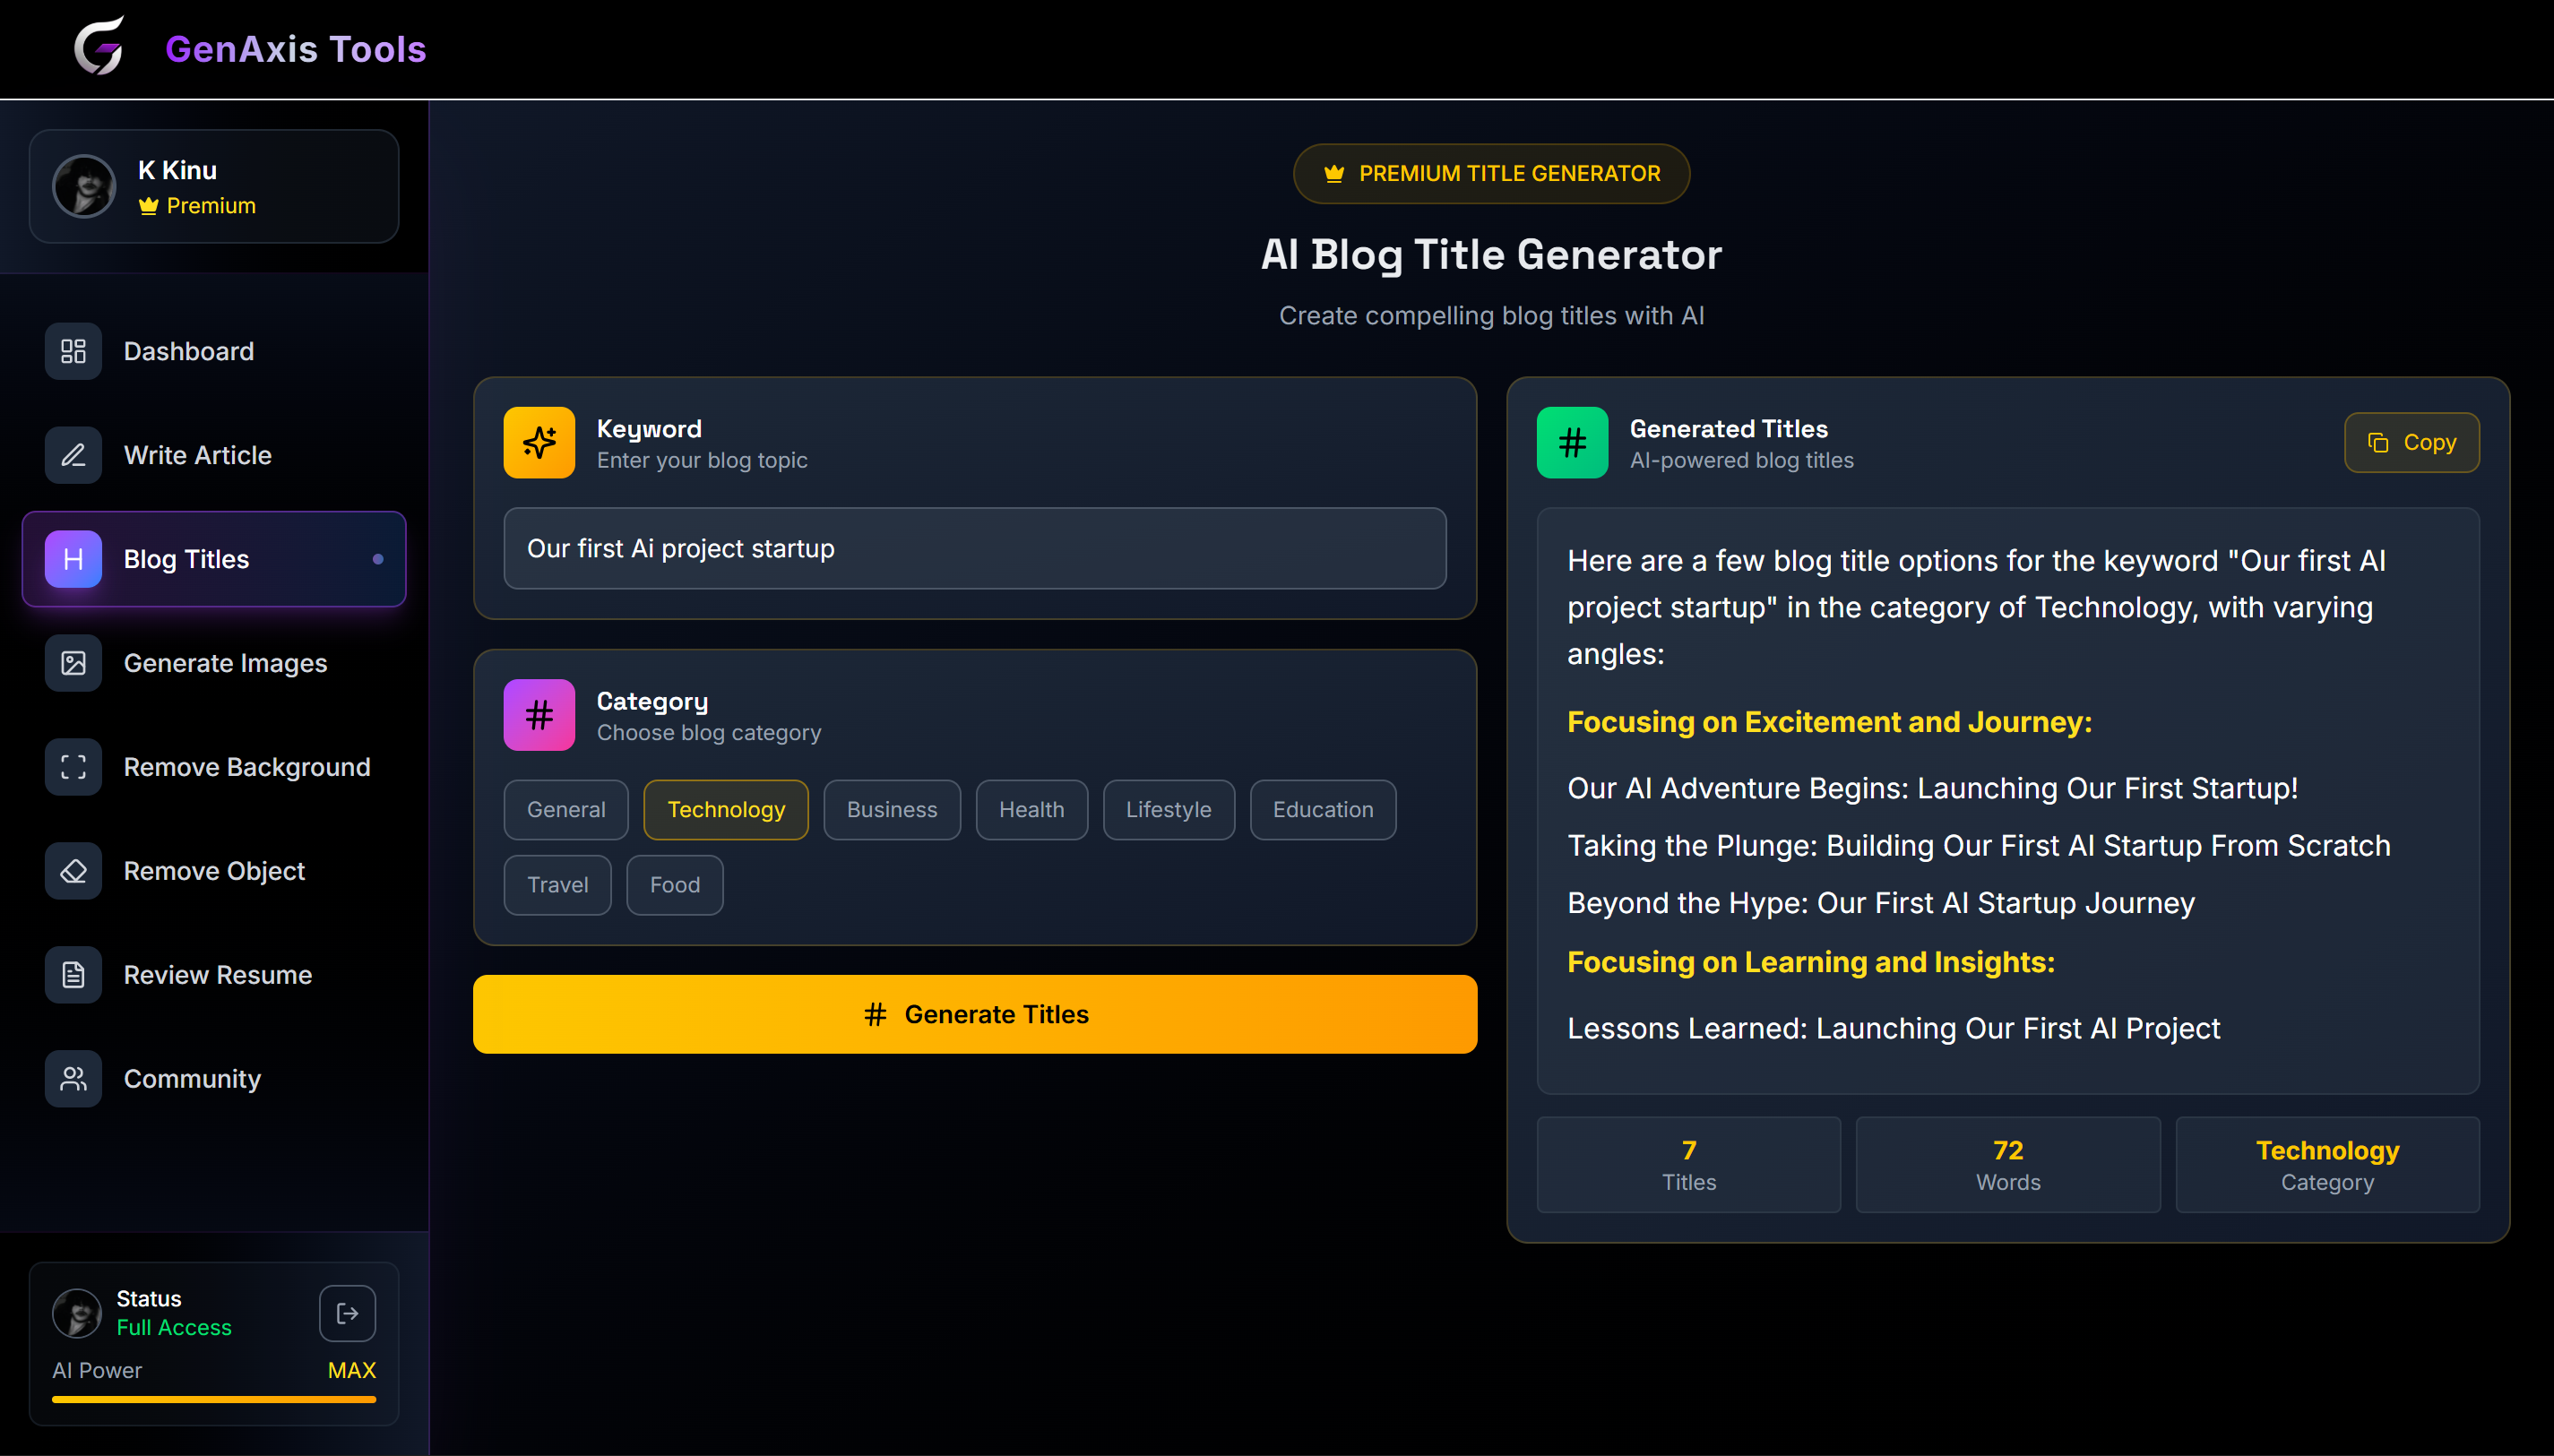 GenAxis Tools
K Kinu
Premium
Dashboard
Write Article
H Blog Titles
Generate Images
Remove Background
Remove Object
Review Resume
Community
Status
Full Access
AI Power MAX
PREMIUM TITLE GENERATOR
AI Blog Title Generator
Create compelling blog titles with AI
Keyword
Enter your blog topic
Our first Ai project startup
# Category
Choose blog category
General Technology Business Health Lifestyle Education
Travel Food
# Generate Titles
# Generated Titles
AI-powered blog titles
Copy
Here are a few blog title options for the keyword "Our first AI
project startup" in the category of Technology, with varying
angles:
Focusing on Excitement and Journey:
Our AI Adventure Begins: Launching Our First Startup!
Taking the Plunge: Building Our First AI Startup From Scratch
Beyond the Hype: Our First AI Startup Journey
Focusing on Learning and Insights:
Lessons Learned: Launching Our First AI Project
7
Titles
72
Words
Technology
Category